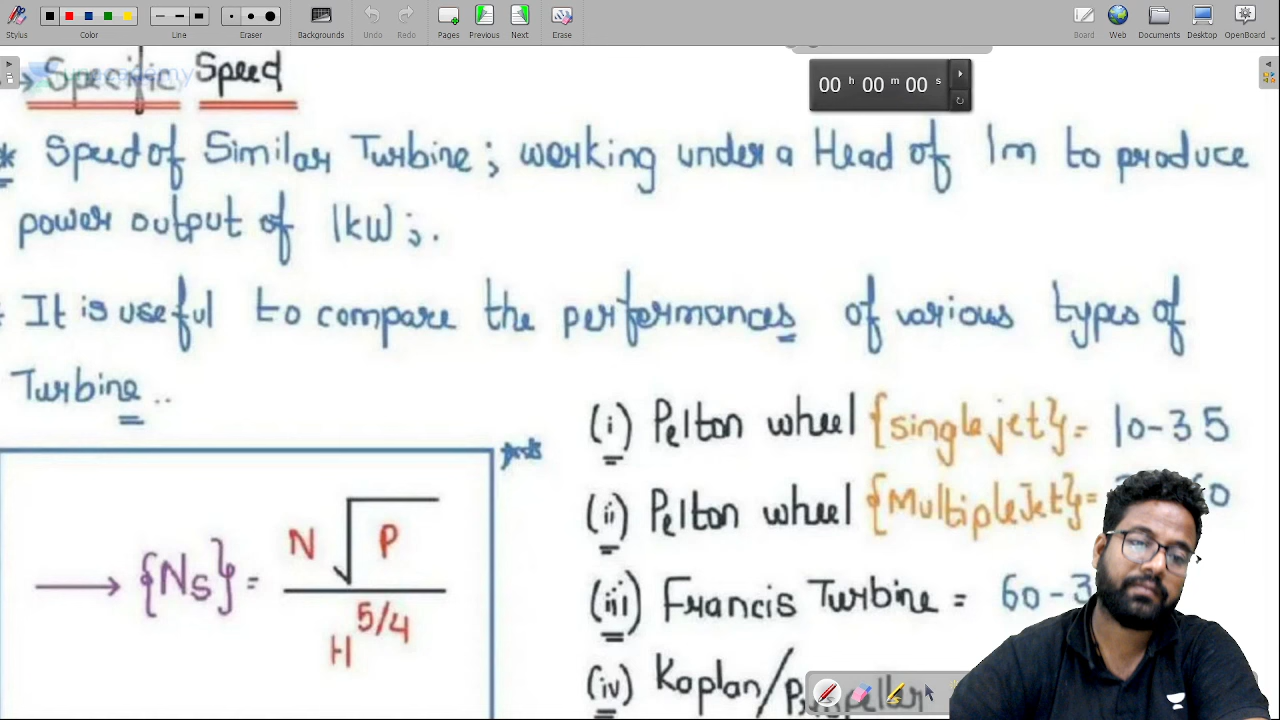 Stylus
Color
Line
Eraser
Backgrounds
Undo
Redo
Pages
Previous
Next
Erase
Board
Web
Documents
Desktop
OpenBoard
00 h 00 m 00 s
→ Specific Speed
* Speed of Similar Turbine ; working under a Head of 1m to produce
power output of 1kW ; .
It is useful to compare the performances of various types of
Turbine ..
(i) Pelton wheel {single jet} = 10-35
(ii) Pelton wheel {Multiple Jet} =
(iii) Francis Turbine = 60-3
(iv) Kaplan/Propeller
→ {Ns} = N √P
H 5/4